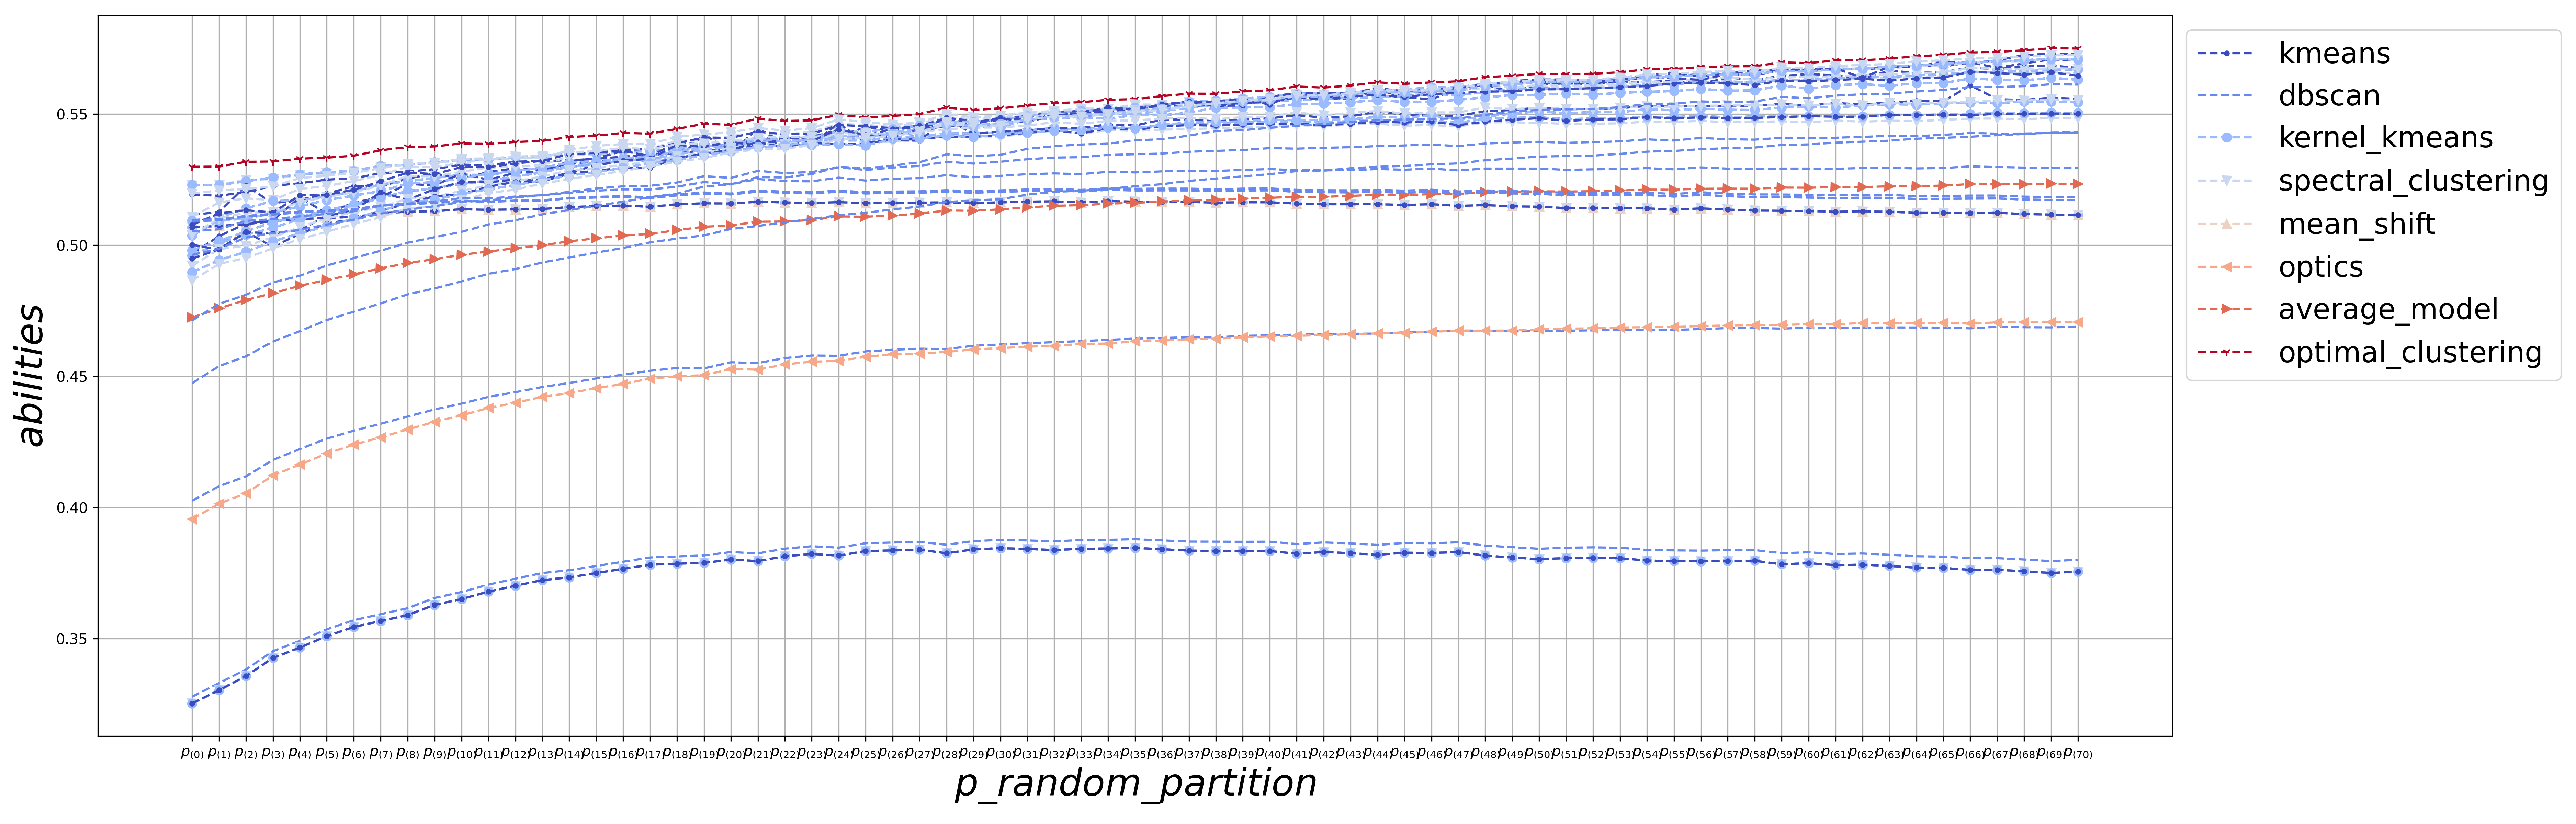 0.55
0.50
0.45
0.40
0.35
abilities
p(0) p(1) p(2) p(3) p(4) p(5) p(6) p(7) p(8) p(9) p(10) p(11) p(12) p(13) p(14) p(15) p(16) p(17) p(18) p(19) p(20) p(21) p(22) p(23) p(24) p(25) p(26) p(27) p(28) p(29) p(30) p(31) p(32) p(33) p(34) p(35) p(36) p(37) p(38) p(39) p(40) p(41) p(42) p(43) p(44) p(45) p(46) p(47) p(48) p(49) p(50) p(51) p(52) p(53) p(54) p(55) p(56) p(57) p(58) p(59) p(60) p(61) p(62) p(63) p(64) p(65) p(66) p(67) p(68) p(69) p(70)
p_random_partition
kmeans
dbscan
kernel_kmeans
spectral_clustering
mean_shift
optics
average_model
optimal_clustering